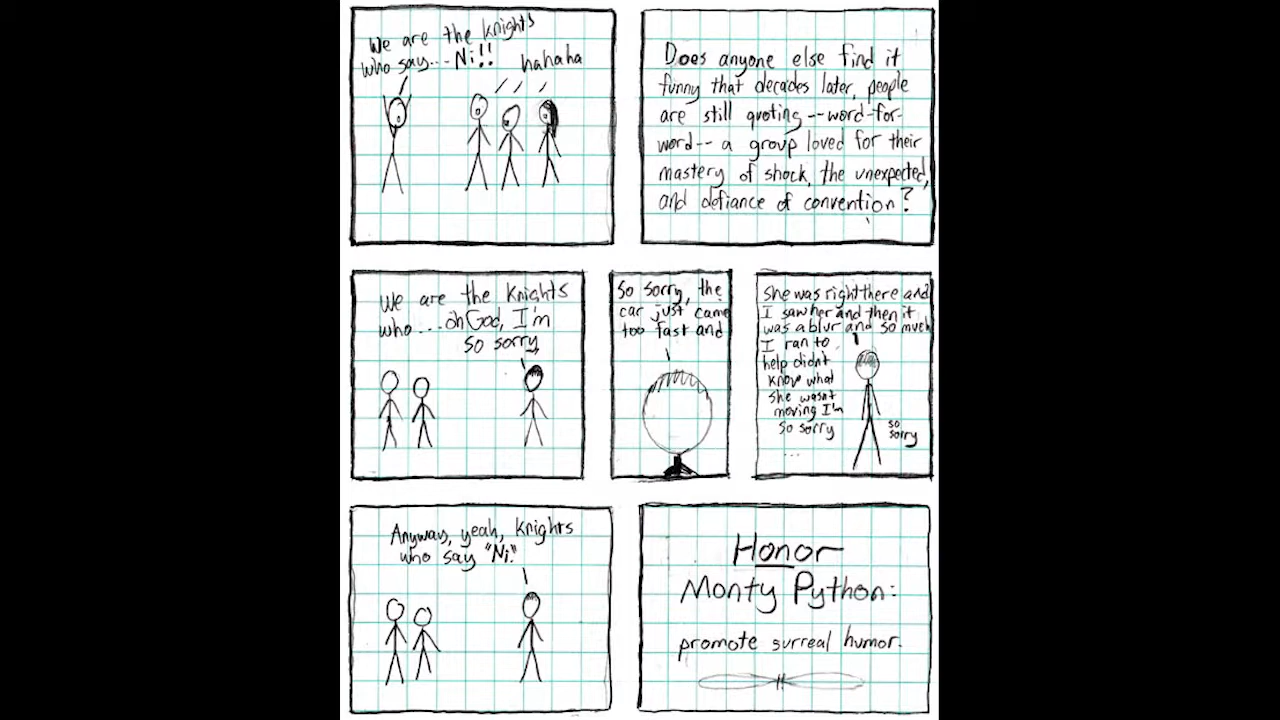 We are the knights
who say....Ni!!
hahaha
Does anyone else find it
funny that decades later, people
are still quoting--word-for-
word-- a group loved for their
mastery of shock, the unexpected,
and defiance of convention?
We are the Knights
who....oh God, I'm
so sorry,
So sorry, the
car just came
too fast and
She was right there and
I saw her and then it
was a blur and so much
I ran to
help didn't
know what
she wasn't
moving I'm
so sorry
...
so
sorry
Anyway, yeah, knights
who say "Ni."
Honor
Monty Python:
promote surreal humor.